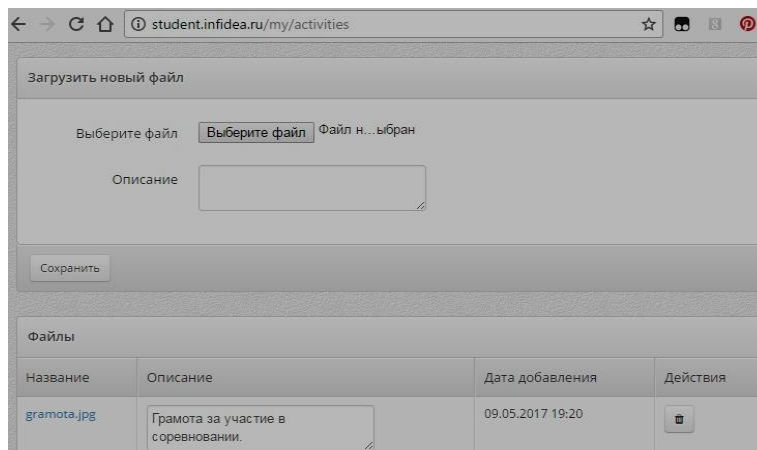 student.infidea.ru/my/activities
Загрузить новый файл
Выберите файл Выберите файл Файл н...ыбран
Описание
Сохранить
Файлы
Название Описание Дата добавления Действия
gramota.jpg Грамота за участие в 09.05.2017 19:20
соревновании.